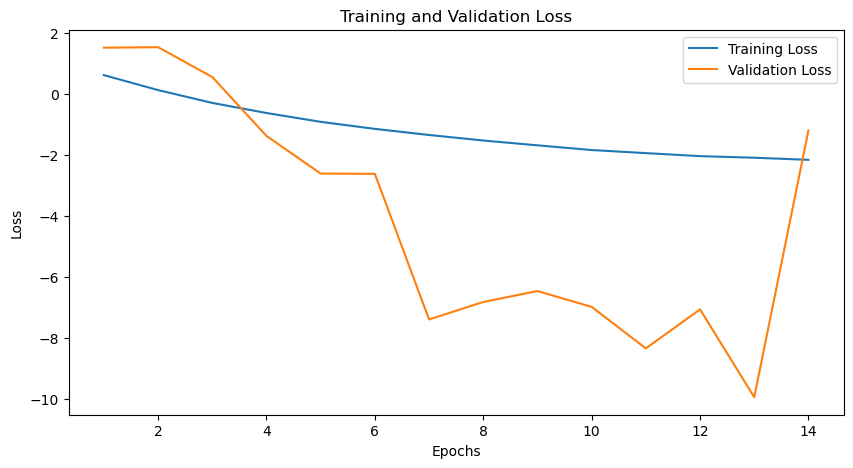 Training and Validation Loss
Training Loss
Validation Loss
2
0
−2
−4
−6
−8
−10
Loss
2 4 6 8 10 12 14
Epochs